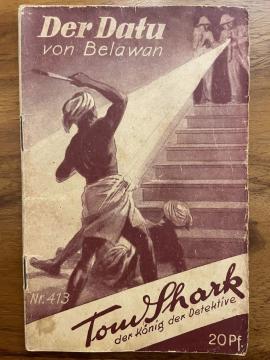 Der Datu
von Belawan
Nr. 413
Tom Shark
der König der Detektive
20 Pf.